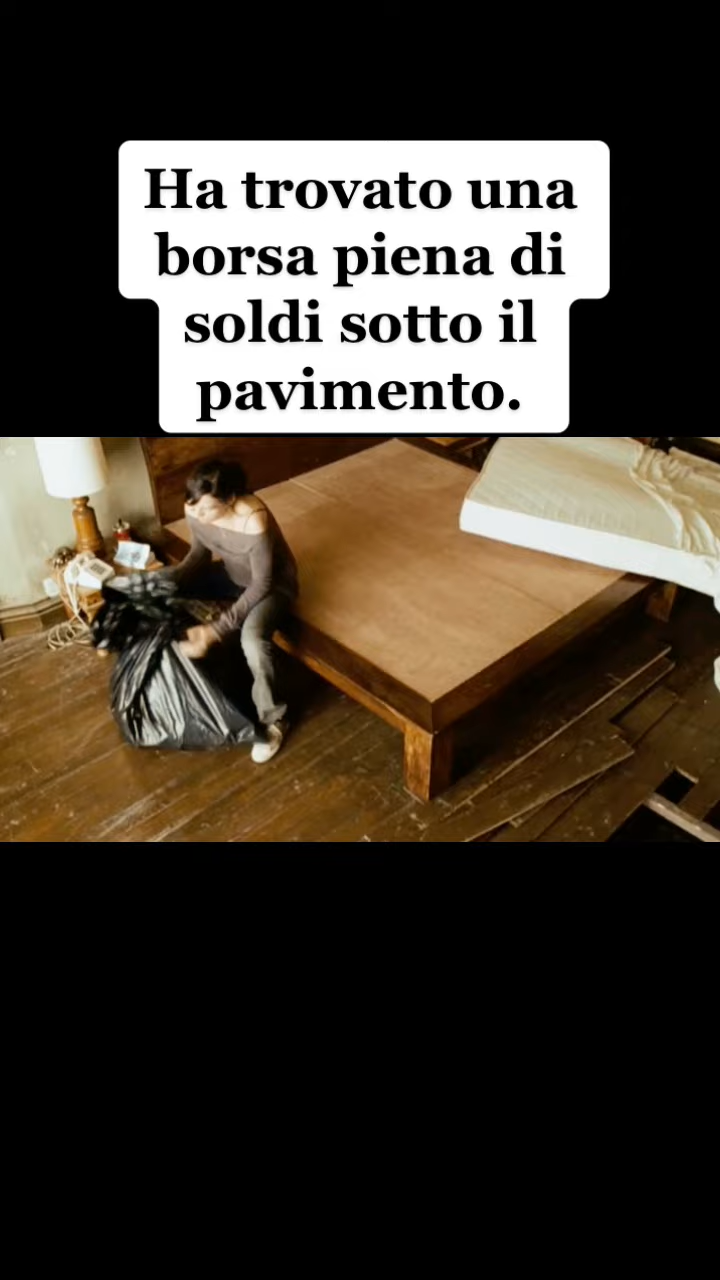 Ha trovato una
borsa piena di
soldi sotto il
pavimento.